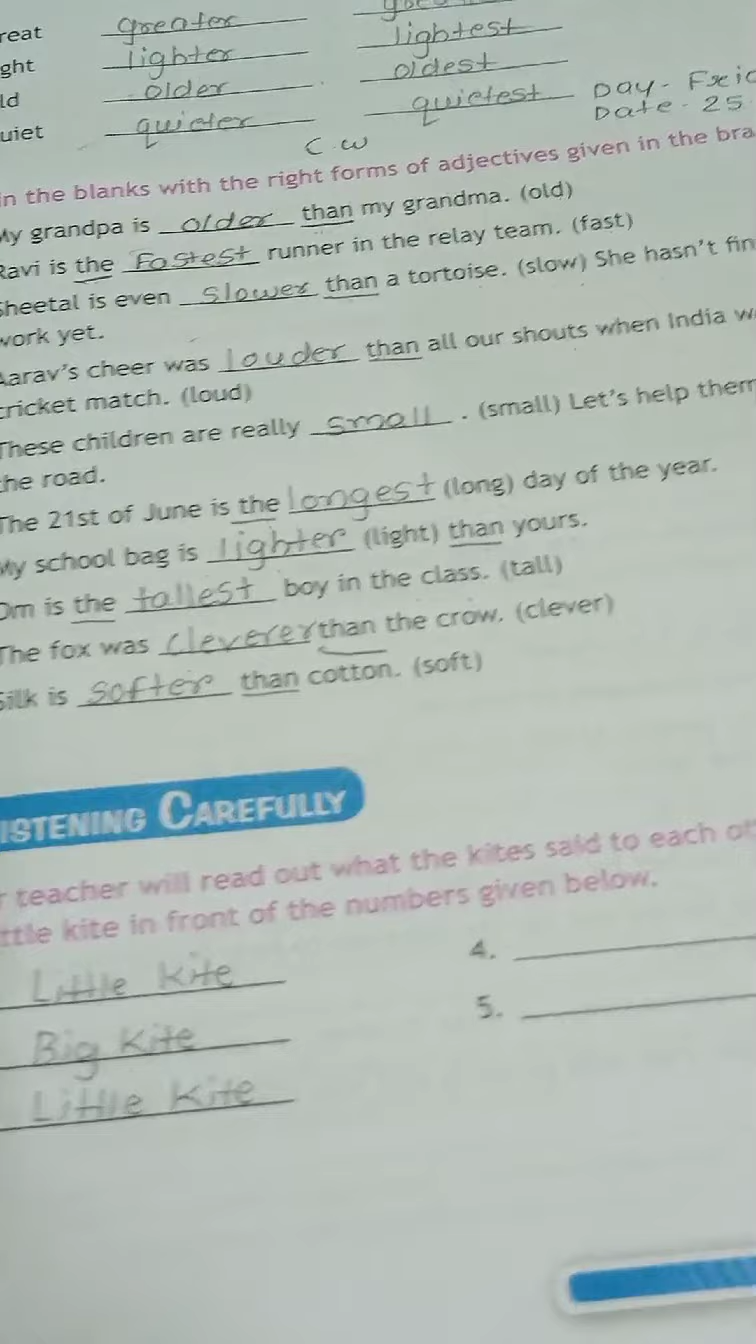 reat greater
ght lighter lightest
ld older oldest
uiet quieter quietest Day - Frid
Date - 25
C.W
in the blanks with the right forms of adjectives given in the bra
My grandpa is older than my grandma. (old)
Ravi is the Fastest runner in the relay team. (fast)
Sheetal is even slower than a tortoise. (slow) She hasn't fin
work yet.
Aarav's cheer was louder than all our shouts when India w
cricket match. (loud)
These children are really small. (small) Let's help them
the road.
The 21st of June is the longest (long) day of the year.
My school bag is lighter (light) than yours.
Om is the tallest boy in the class. (tall)
The fox was cleverer than the crow. (clever)
Silk is softer than cotton. (soft)
ISTENING CAREFULLY
r teacher will read out what the kites said to each ot
ttle kite in front of the numbers given below.
Little Kite 4.
Big Kite 5.
Little Kite